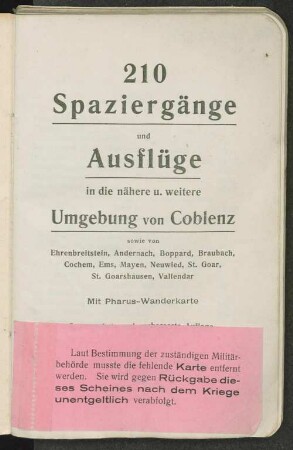 210
Spaziergänge
und
Ausflüge
in die nähere u. weitere
Umgebung von Coblenz
sowie von
Ehrenbreitstein, Andernach, Boppard, Braubach,
Cochem, Ems, Mayen, Neuwied, St. Goar,
St. Goarshausen, Vallendar
Mit Pharus-Wanderkarte
Laut Bestimmung der zuständigen Militär-
behörde musste die fehlende Karte entfernt
werden. Sie wird gegen Rückgabe die-
ses Scheines nach dem Kriege
unentgeltlich verabfolgt.